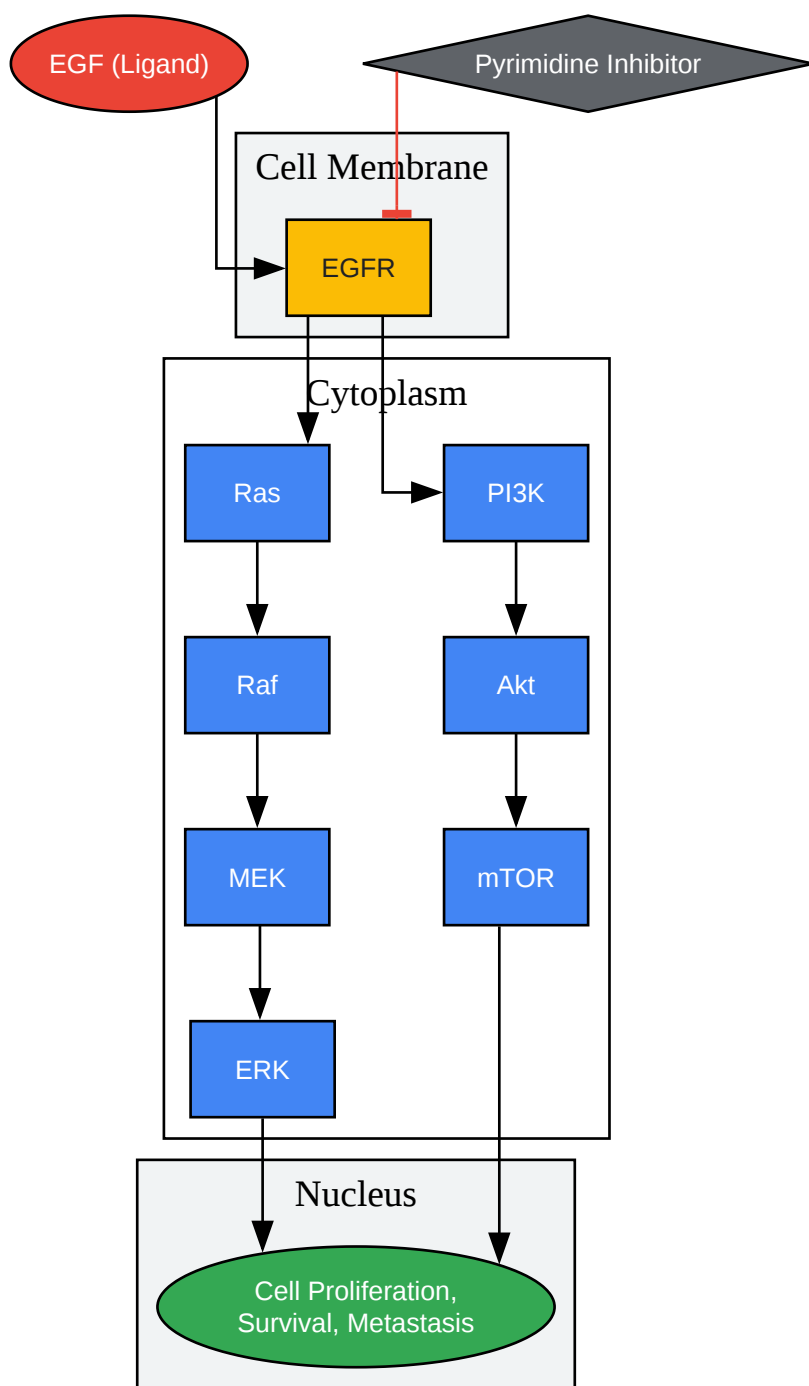 EGF (Ligand)
Pyrimidine Inhibitor
Cell Membrane
EGFR
Cytoplasm
Ras
PI3K
Raf
Akt
MEK
mTOR
ERK
Nucleus
Cell Proliferation,
Survival, Metastasis